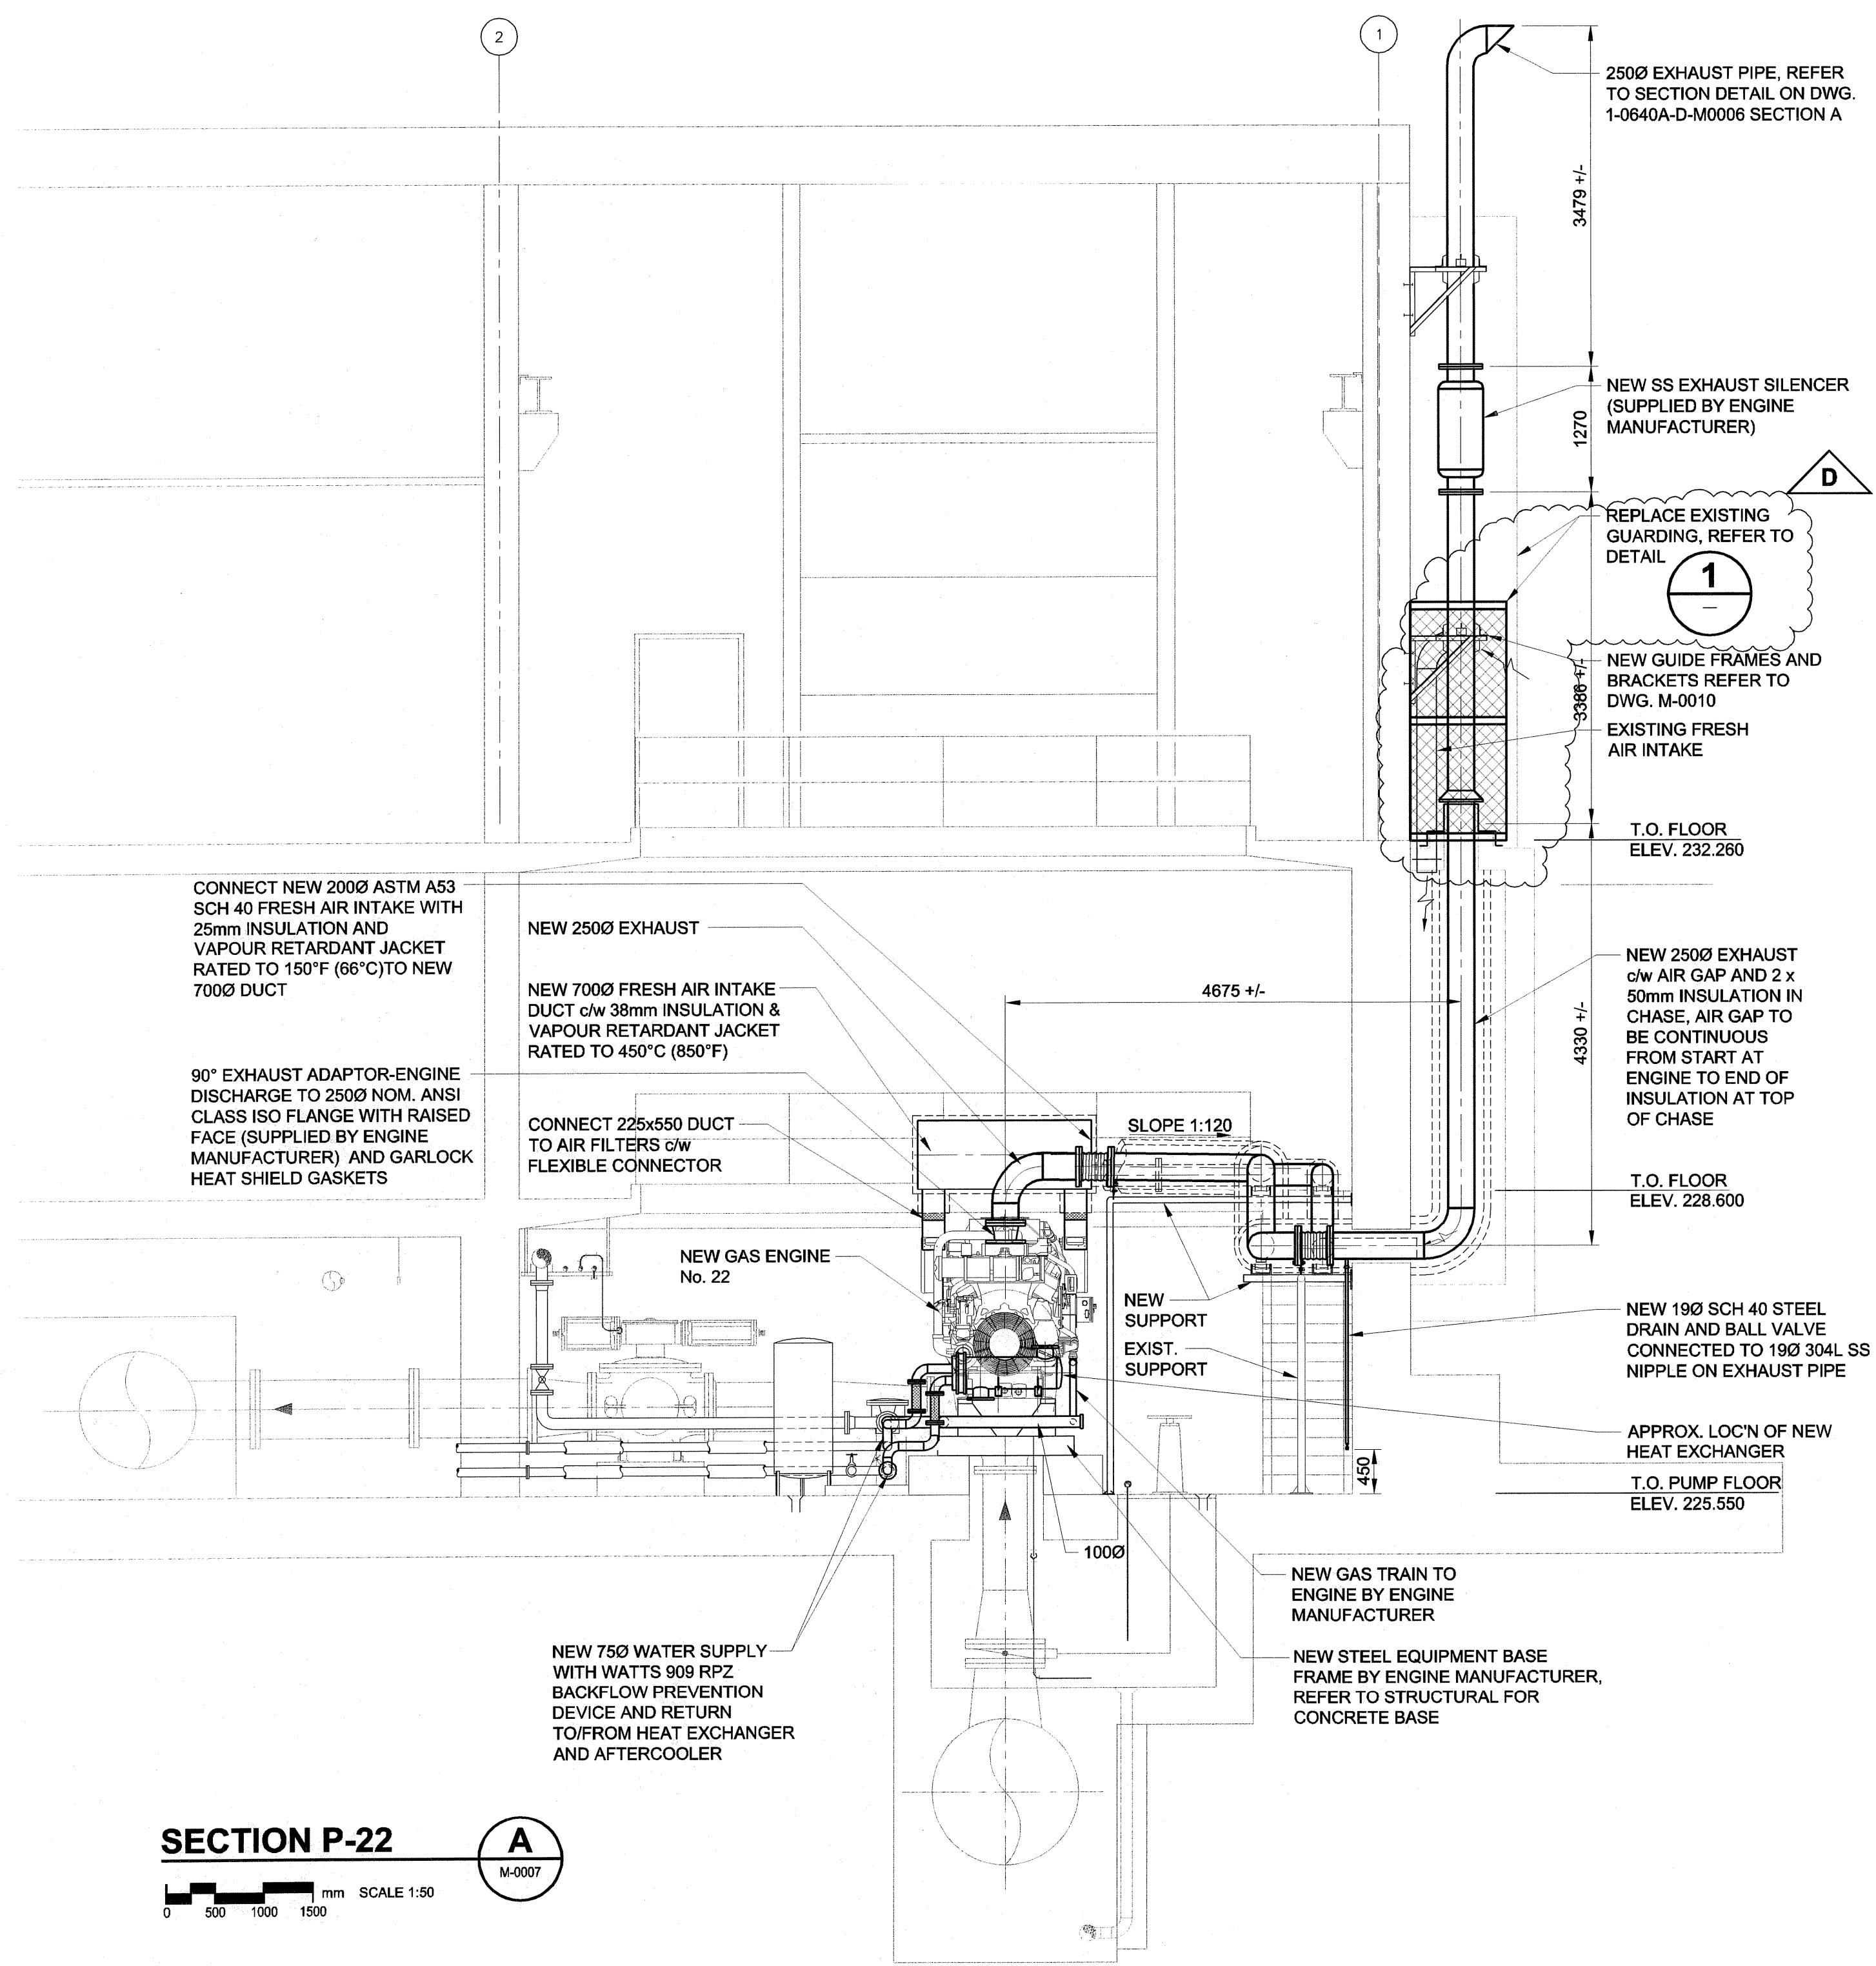 2
1
250Ø EXHAUST PIPE, REFER
TO SECTION DETAIL ON DWG.
1-0640A-D-M0006 SECTION A
3479 +/-
NEW SS EXHAUST SILENCER
(SUPPLIED BY ENGINE
MANUFACTURER)
1270
D
REPLACE EXISTING
GUARDING, REFER TO
DETAIL
1
—
NEW GUIDE FRAMES AND
BRACKETS REFER TO
DWG. M-0010
3386 +/-
EXISTING FRESH
AIR INTAKE
T.O. FLOOR
ELEV. 232.260
CONNECT NEW 200Ø ASTM A53
SCH 40 FRESH AIR INTAKE WITH
25mm INSULATION AND
VAPOUR RETARDANT JACKET
RATED TO 150°F (66°C)TO NEW
700Ø DUCT
NEW 250Ø EXHAUST
NEW 700Ø FRESH AIR INTAKE
DUCT c/w 38mm INSULATION &
VAPOUR RETARDANT JACKET
RATED TO 450°C (850°F)
4675 +/-
4330 +/-
NEW 250Ø EXHAUST
c/w AIR GAP AND 2 x
50mm INSULATION IN
CHASE, AIR GAP TO
BE CONTINUOUS
FROM START AT
ENGINE TO END OF
INSULATION AT TOP
OF CHASE
90° EXHAUST ADAPTOR-ENGINE
DISCHARGE TO 250Ø NOM. ANSI
CLASS ISO FLANGE WITH RAISED
FACE (SUPPLIED BY ENGINE
MANUFACTURER) AND GARLOCK
HEAT SHIELD GASKETS
CONNECT 225x550 DUCT
TO AIR FILTERS c/w
FLEXIBLE CONNECTOR
SLOPE 1:120
T.O. FLOOR
ELEV. 228.600
NEW GAS ENGINE
No. 22
NEW
SUPPORT
EXIST.
SUPPORT
NEW 19Ø SCH 40 STEEL
DRAIN AND BALL VALVE
CONNECTED TO 19Ø 304L SS
NIPPLE ON EXHAUST PIPE
APPROX. LOC'N OF NEW
HEAT EXCHANGER
450
T.O. PUMP FLOOR
ELEV. 225.550
100Ø
NEW GAS TRAIN TO
ENGINE BY ENGINE
MANUFACTURER
NEW 75Ø WATER SUPPLY
WITH WATTS 909 RPZ
BACKFLOW PREVENTION
DEVICE AND RETURN
TO/FROM HEAT EXCHANGER
AND AFTERCOOLER
NEW STEEL EQUIPMENT BASE
FRAME BY ENGINE MANUFACTURER,
REFER TO STRUCTURAL FOR
CONCRETE BASE
SECTION P-22
A
M-0007
mm SCALE 1:50
0 500 1000 1500